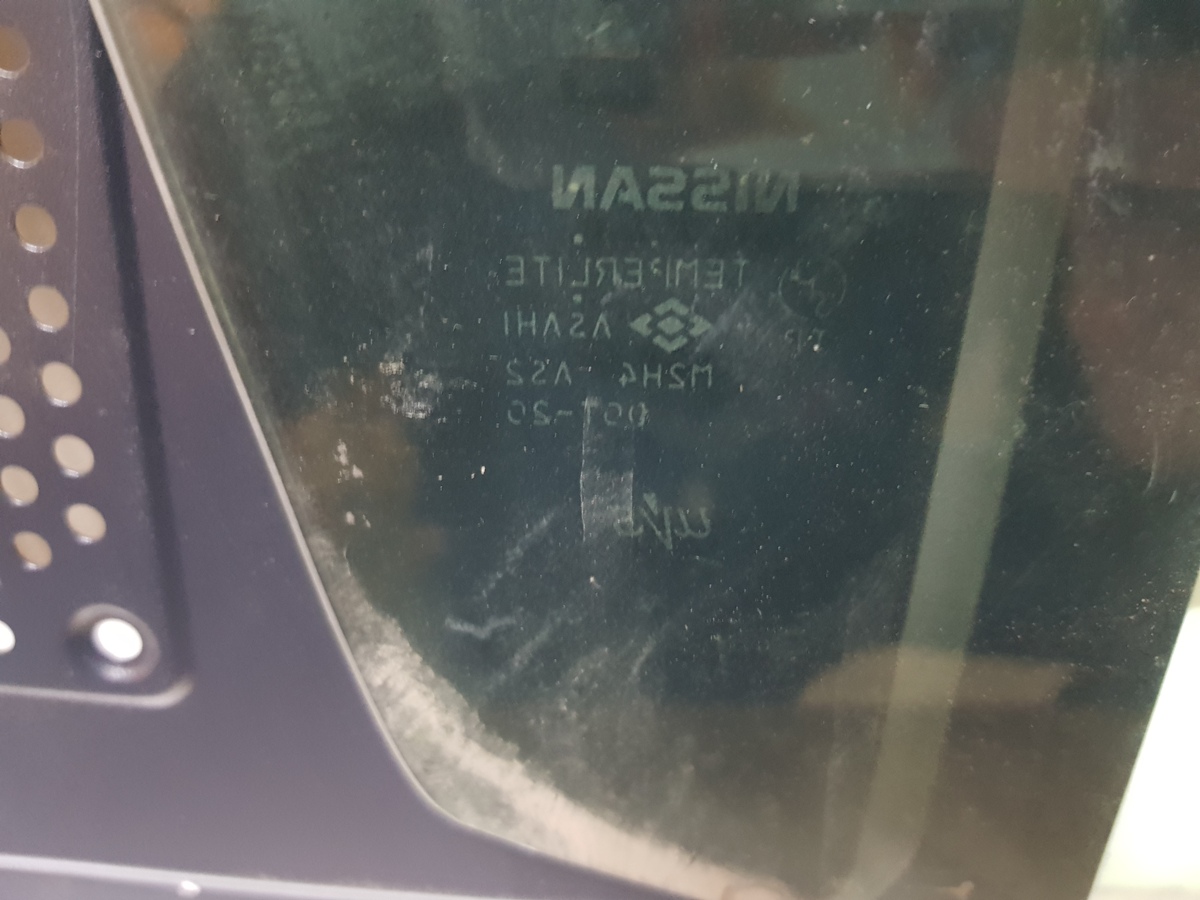 NISSAN
TEMPERLITE
ASAHI
M2H4 AS2
DOT-20